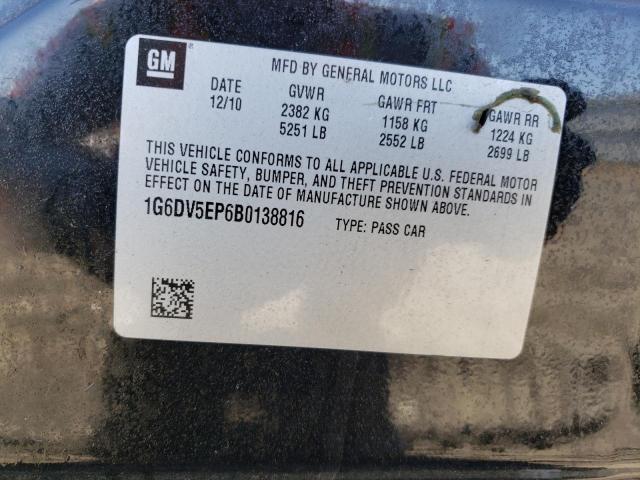 GM ®
MFD BY GENERAL MOTORS LLC
DATE GVWR GAWR FRT GAWR RR
12/10 2382 KG 1158 KG 1224 KG
5251 LB 2552 LB 2699 LB
THIS VEHICLE CONFORMS TO ALL APPLICABLE U.S. FEDERAL MOTOR
VEHICLE SAFETY, BUMPER, AND THEFT PREVENTION STANDARDS IN
EFFECT ON THE DATE OF MANUFACTURE SHOWN ABOVE.
1G6DV5EP6B0138816 TYPE: PASS CAR